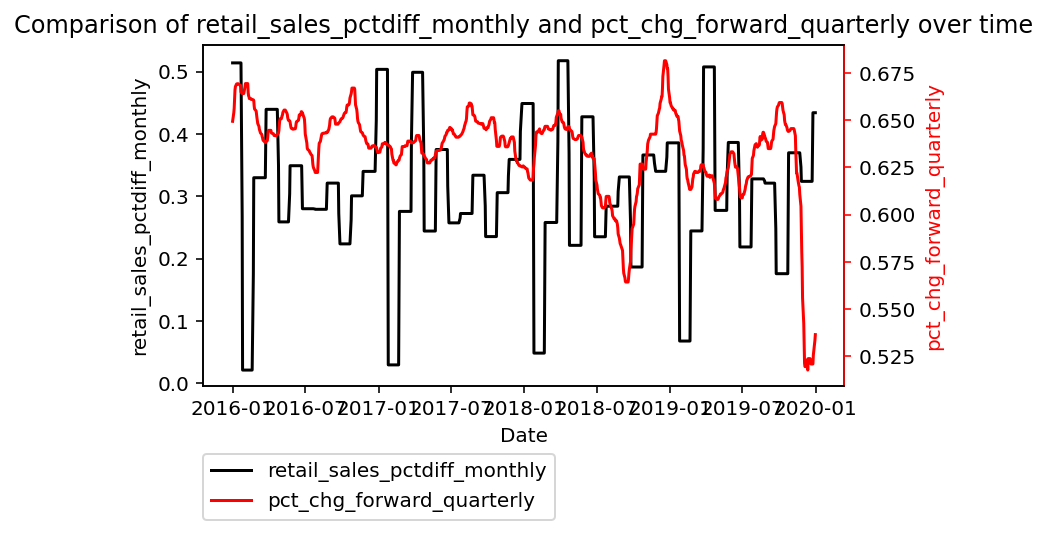 Comparison of retail_sales_pctdiff_monthly and pct_chg_forward_quarterly over time
retail_sales_pctdiff_monthly
0.5
0.4
0.3
0.2
0.1
0.0
0.675
0.650
0.625
0.600
0.575
0.550
0.525
pct_chg_forward_quarterly
2016-01 2016-07 2017-01 2017-07 2018-01 2018-07 2019-01 2019-07 2020-01
Date
retail_sales_pctdiff_monthly
pct_chg_forward_quarterly